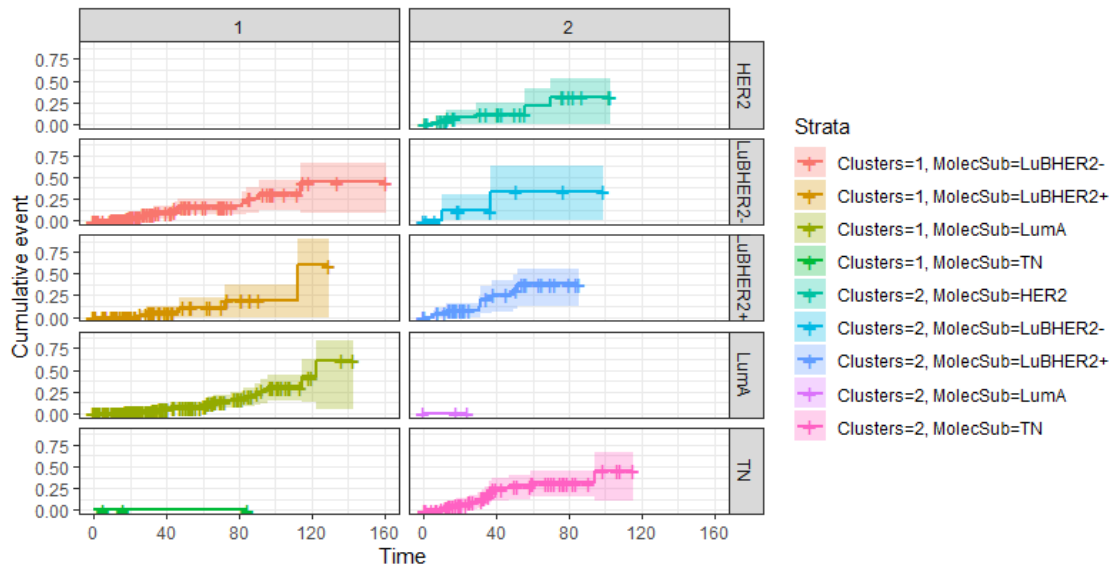 1
2
0.75
0.50
0.25
0.00
HER2
0.75
0.50
0.25
0.00
LuBHER2-
0.75
0.50
0.25
0.00
LuBHER2+
0.75
0.50
0.25
0.00
LumA
0.75
0.50
0.25
0.00
TN
0 40 80 120 160
0 40 80 120 160
Time
Cumulative event
Strata
Clusters=1, MolecSub=LuBHER2-
Clusters=1, MolecSub=LuBHER2+
Clusters=1, MolecSub=LumA
Clusters=1, MolecSub=TN
Clusters=2, MolecSub=HER2
Clusters=2, MolecSub=LuBHER2-
Clusters=2, MolecSub=LuBHER2+
Clusters=2, MolecSub=LumA
Clusters=2, MolecSub=TN